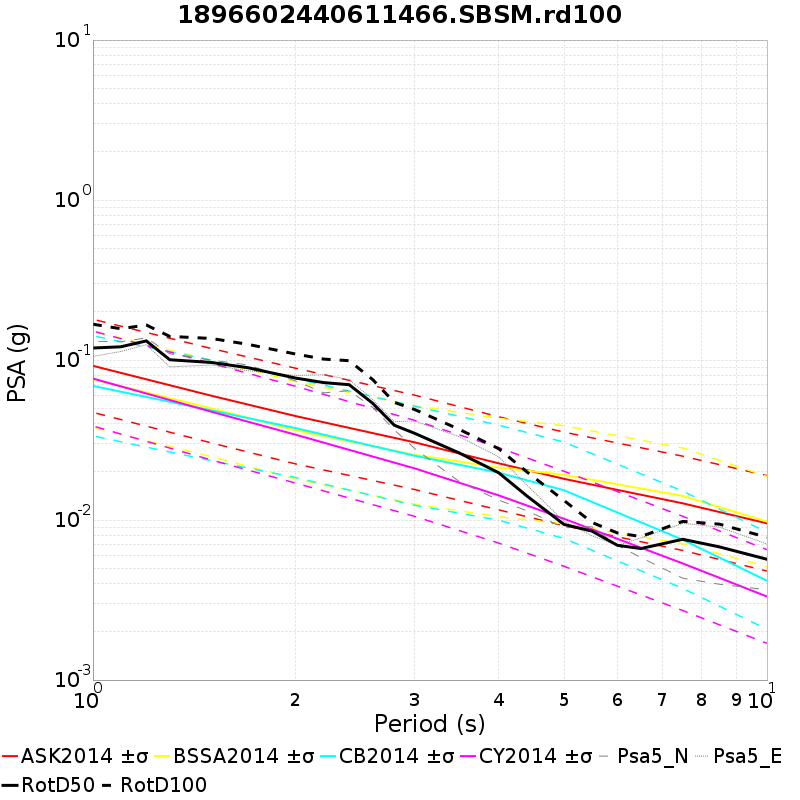 1896602440611466.SBSM.rd100
10^1
10^0
10^-1
10^-2
10^-3
PSA (g)
10^0 2 3 4 5 6 7 8 9 10^1
Period (s)
ASK2014 ±σ BSSA2014 ±σ CB2014 ±σ CY2014 ±σ Psa5_N Psa5_E
RotD50 RotD100